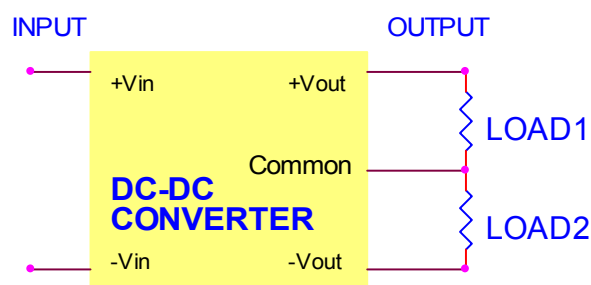 INPUT
OUTPUT
+Vin
+Vout
LOAD1
Common
DC-DC
CONVERTER
LOAD2
-Vin
-Vout